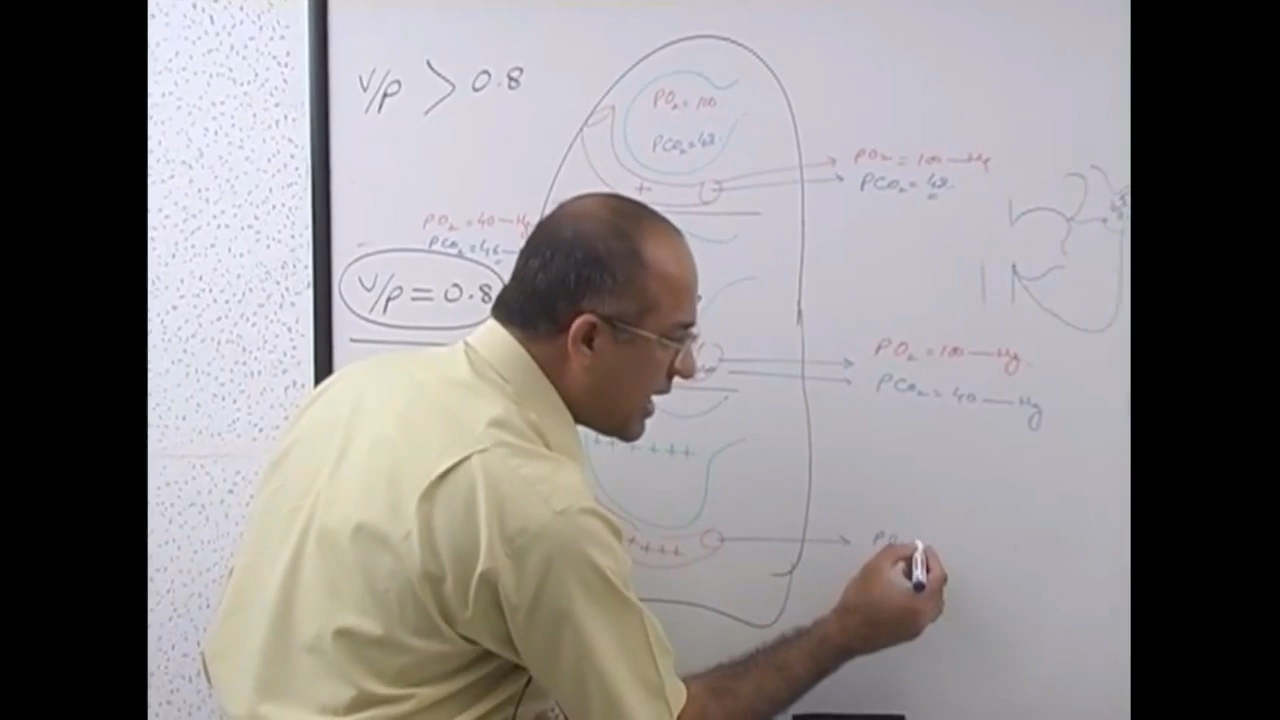 V/P > 0.8
PO₂ = 100
PCO₂ = 42
PO₂ = 100 — Hg
PCO₂ = 42
PO₂ = 40 — Hg
PCO₂ = 46 —
V/P = 0.8
PO₂ = 100 — Hg
PCO₂ = 40 — Hg
+ + + + + +
+ + + +
PO